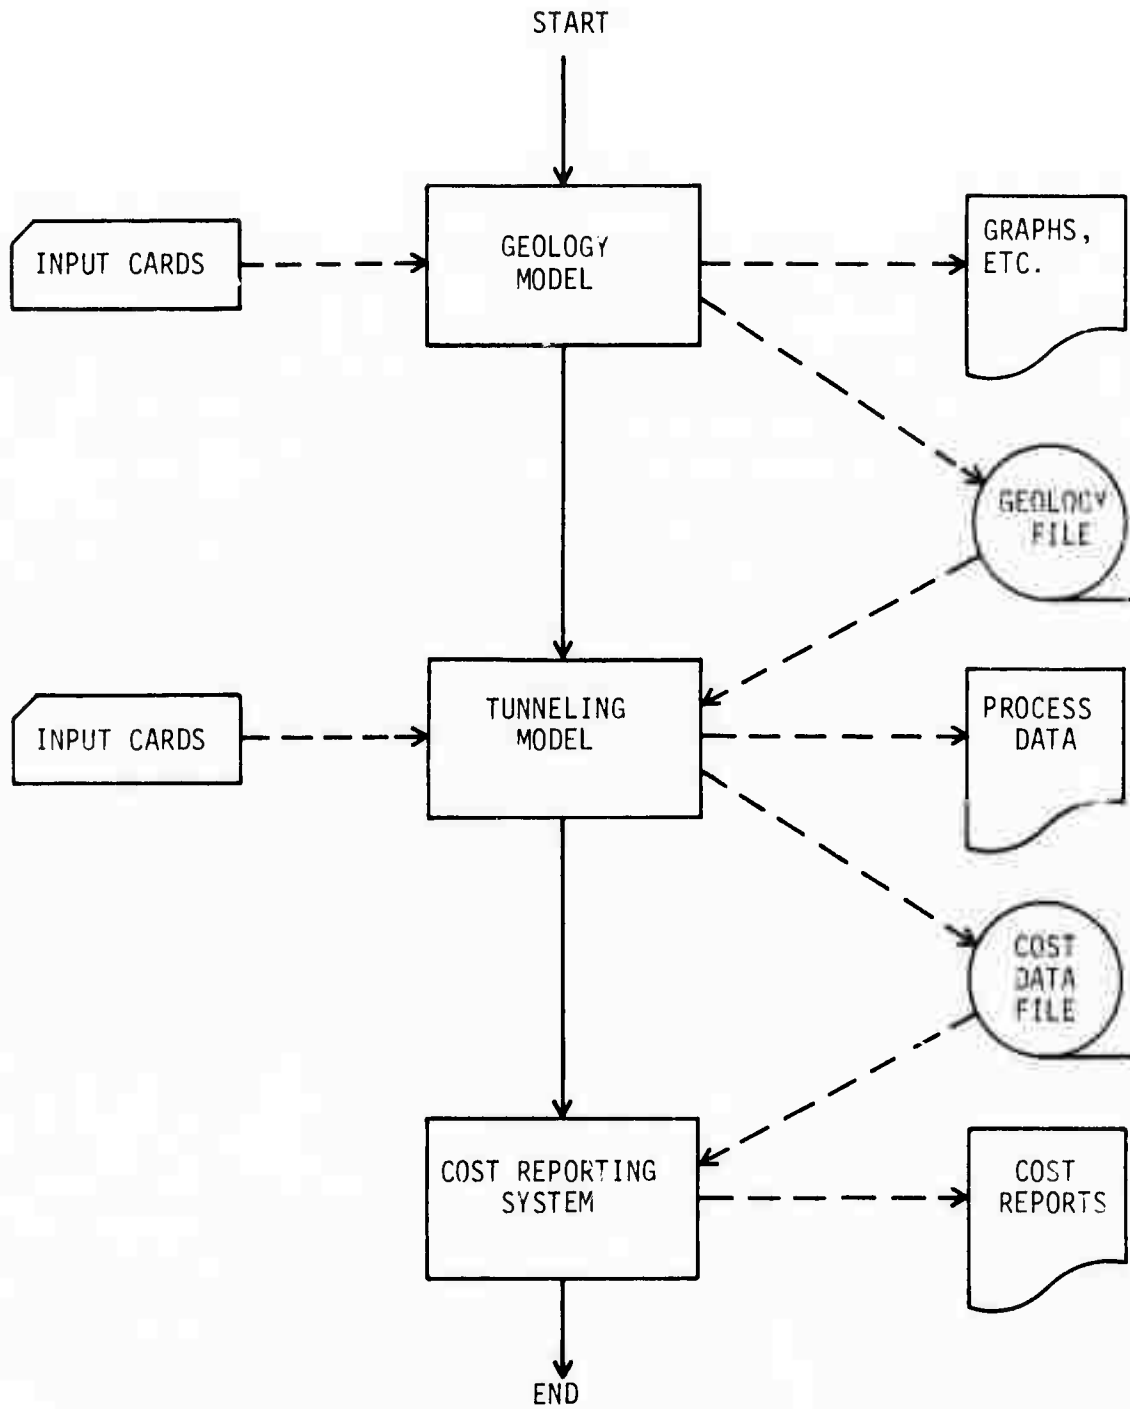 START
INPUT CARDS
GEOLOGY
MODEL
GRAPHS,
ETC.
GEOLOGY
FILE
INPUT CARDS
TUNNELING
MODEL
PROCESS
DATA
COST
DATA
FILE
COST REPORTING
SYSTEM
COST
REPORTS
END